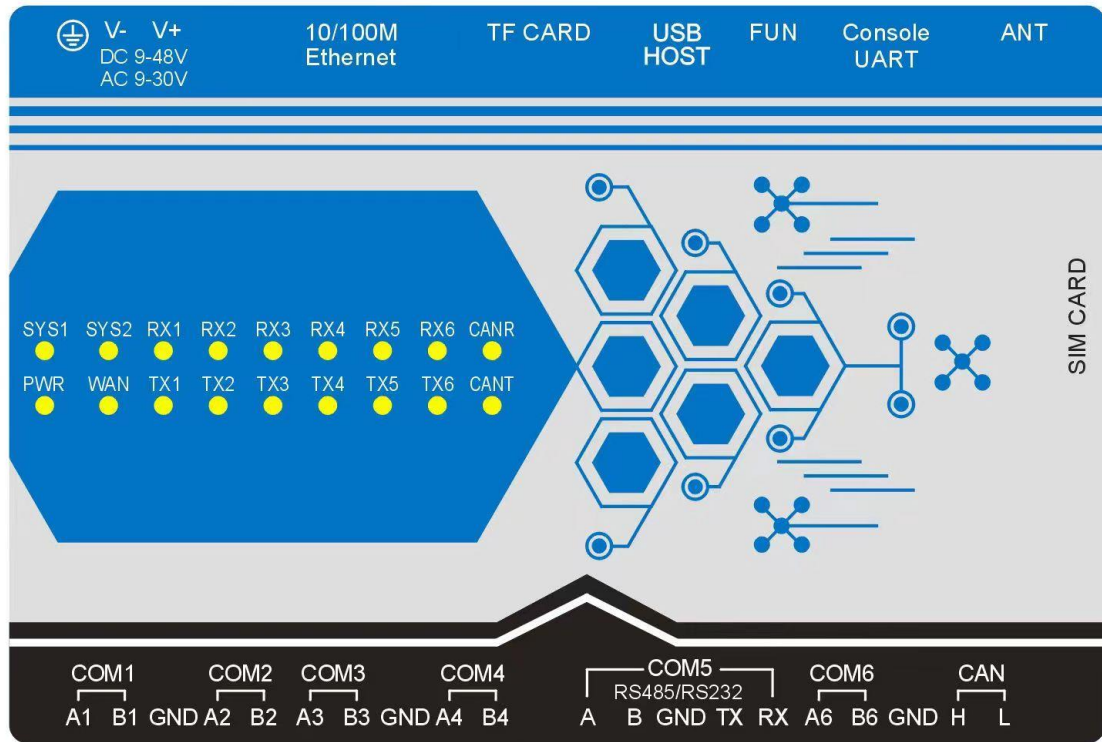 V- V+
DC 9-48V
AC 9-30V
10/100M
Ethernet
TF CARD
USB
HOST
FUN
Console
UART
ANT
SIM CARD
SYS1 SYS2 RX1 RX2 RX3 RX4 RX5 RX6 CANR
PWR WAN TX1 TX2 TX3 TX4 TX5 TX6 CANT
COM1 COM2 COM3 COM4 COM5 COM6 CAN
RS485/RS232
A1 B1 GND A2 B2 A3 B3 GND A4 B4 A B GND TX RX A6 B6 GND H L